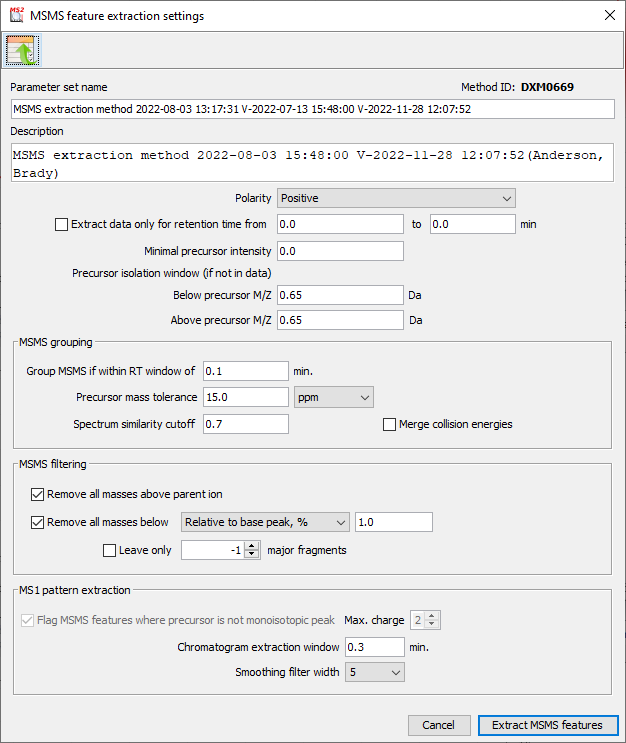 MS2 MSMS feature extraction settings
Parameter set name Method ID: DXM0669
MSMS extraction method 2022-08-03 13:17:31 V-2022-07-13 15:48:00 V-2022-11-28 12:07:52
Description
MSMS extraction method 2022-08-03 15:48:00 V-2022-11-28 12:07:52(Anderson,
Brady)
Polarity Positive
Extract data only for retention time from 0.0 to 0.0 min
Minimal precursor intensity 0.0
Precursor isolation window (if not in data)
Below precursor M/Z 0.65 Da
Above precursor M/Z 0.65 Da
MSMS grouping
Group MSMS if within RT window of 0.1 min.
Precursor mass tolerance 15.0 ppm
Spectrum similarity cutoff 0.7 Merge collision energies
MSMS filtering
Remove all masses above parent ion
Remove all masses below Relative to base peak, % 1.0
Leave only -1 major fragments
MS1 pattern extraction
Flag MSMS features where precursor is not monoisotopic peak Max. charge 2
Chromatogram extraction window 0.3 min.
Smoothing filter width 5
Cancel Extract MSMS features